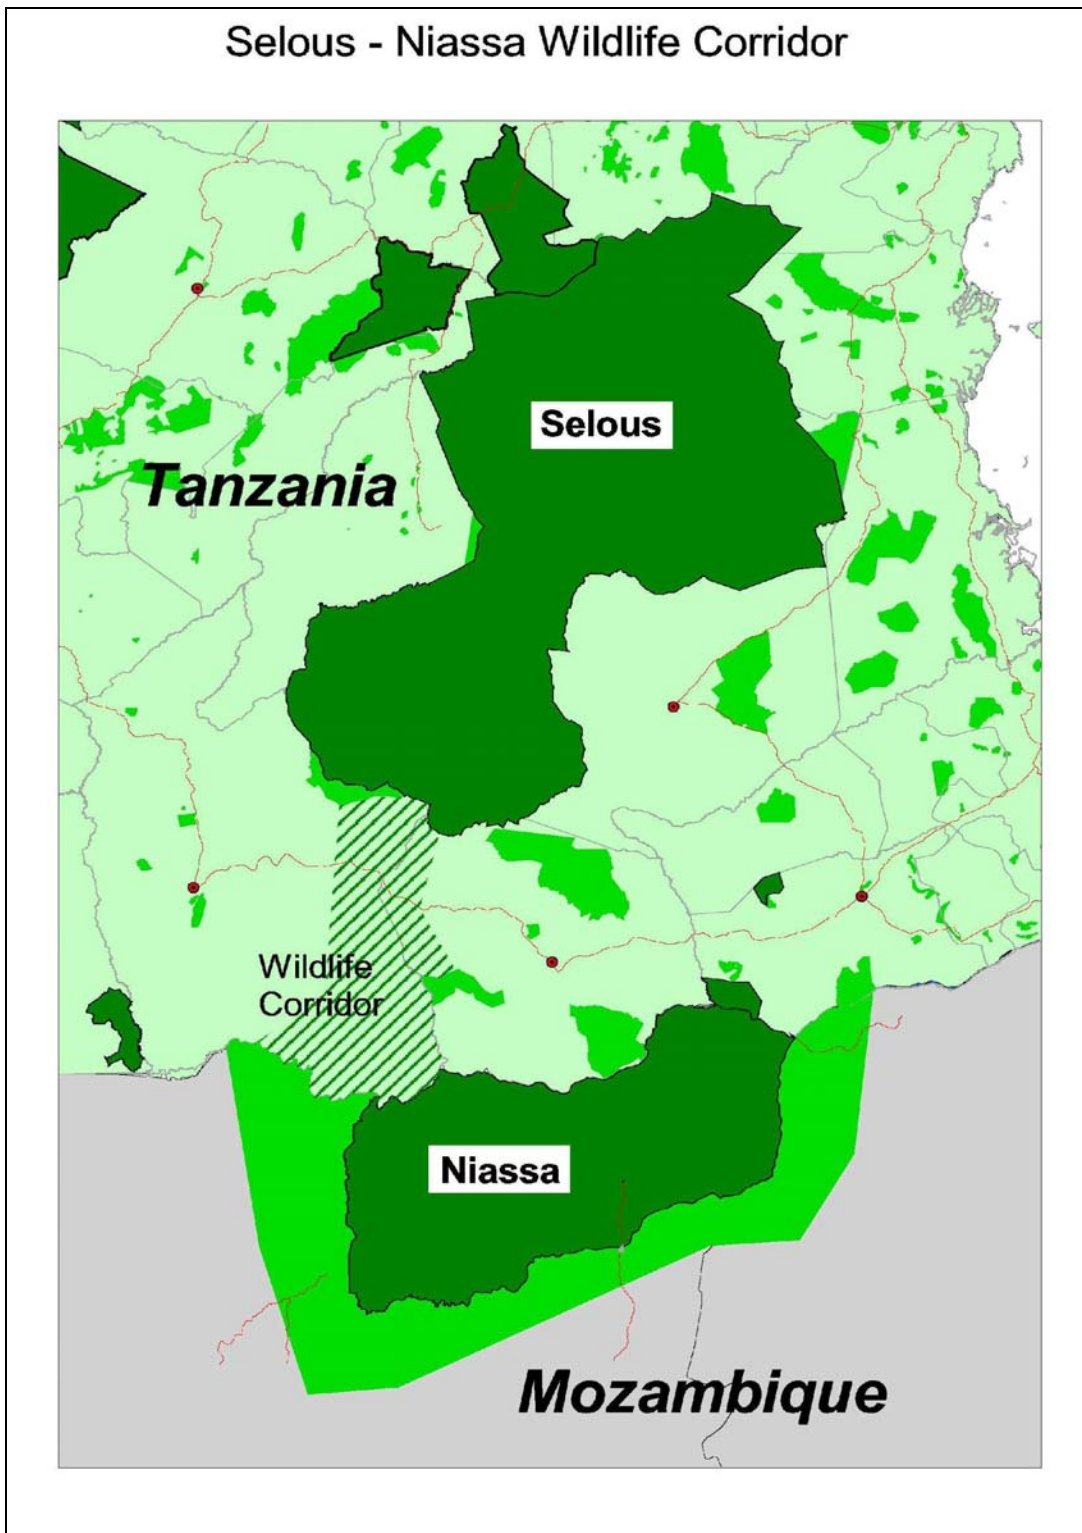 Selous - Niassa Wildlife Corridor
Selous
Tanzania
Wildlife
Corridor
Niassa
Mozambique